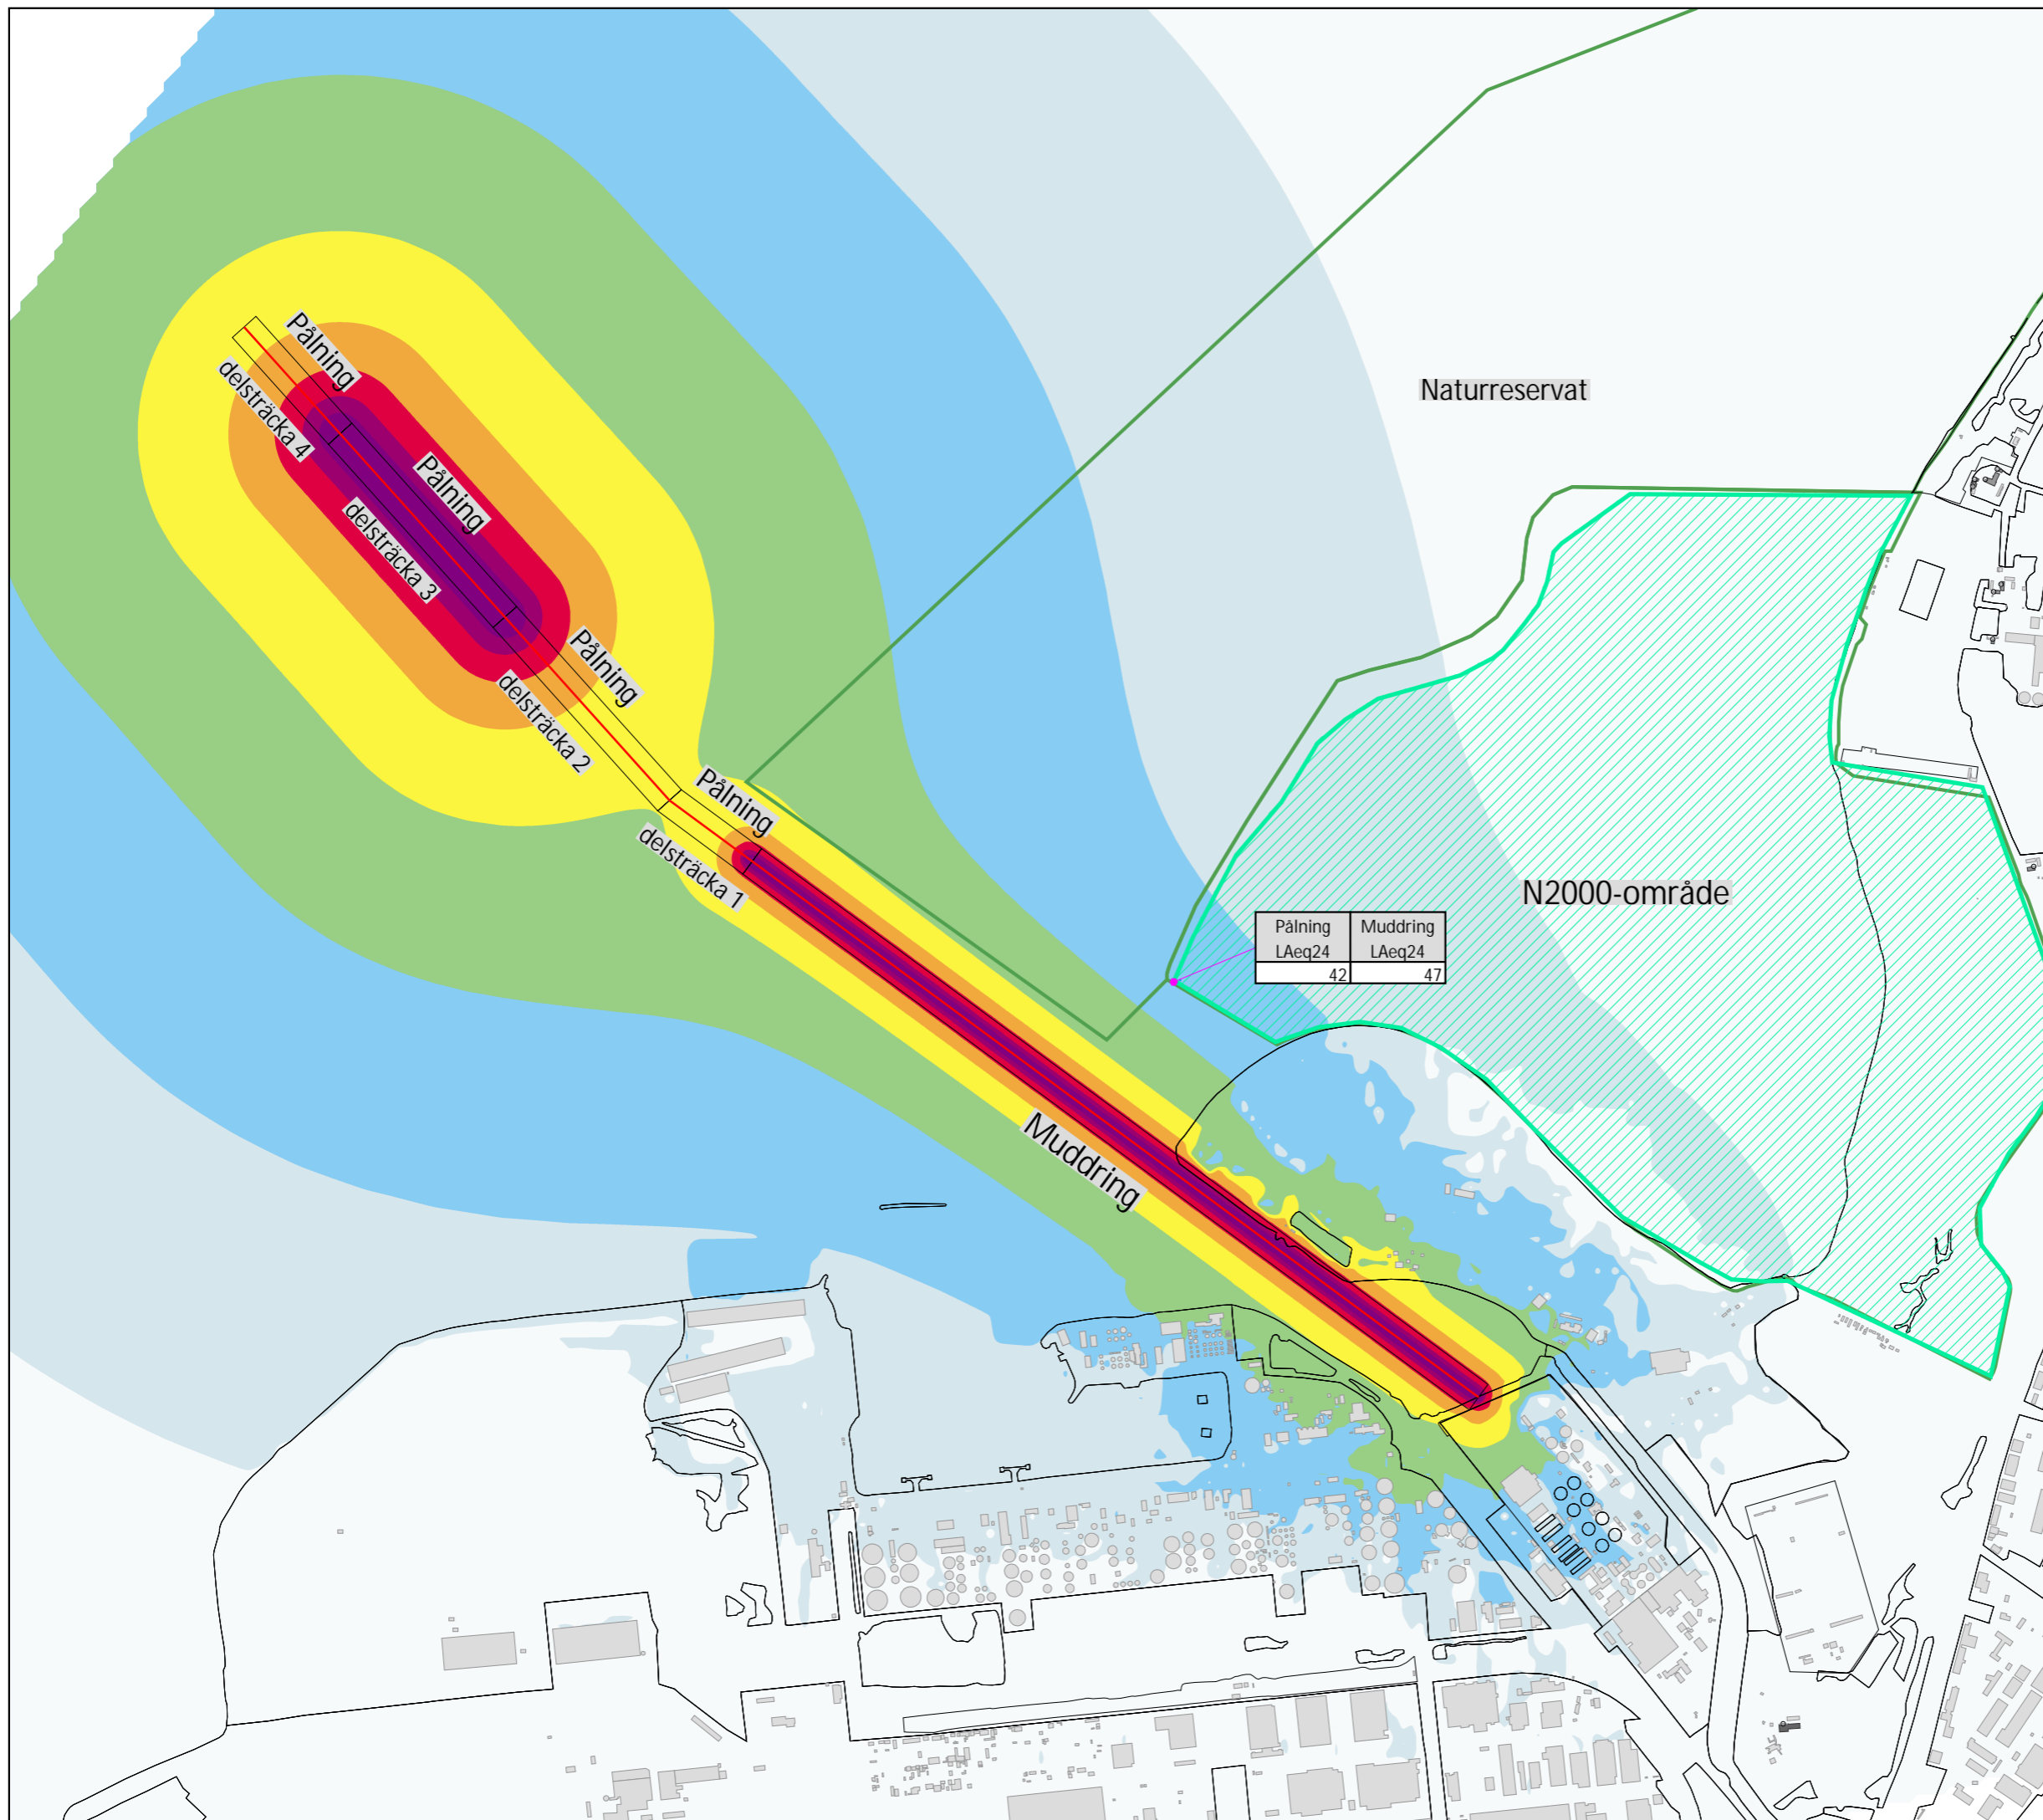 Pålning
delsträcka 4
Naturreservat
Pålning
delsträcka 3
Pålning
delsträcka 2
Pålning
delsträcka 1
N2000-område
Pålning Muddring
LAeq24 LAeq24
42 47
Muddring